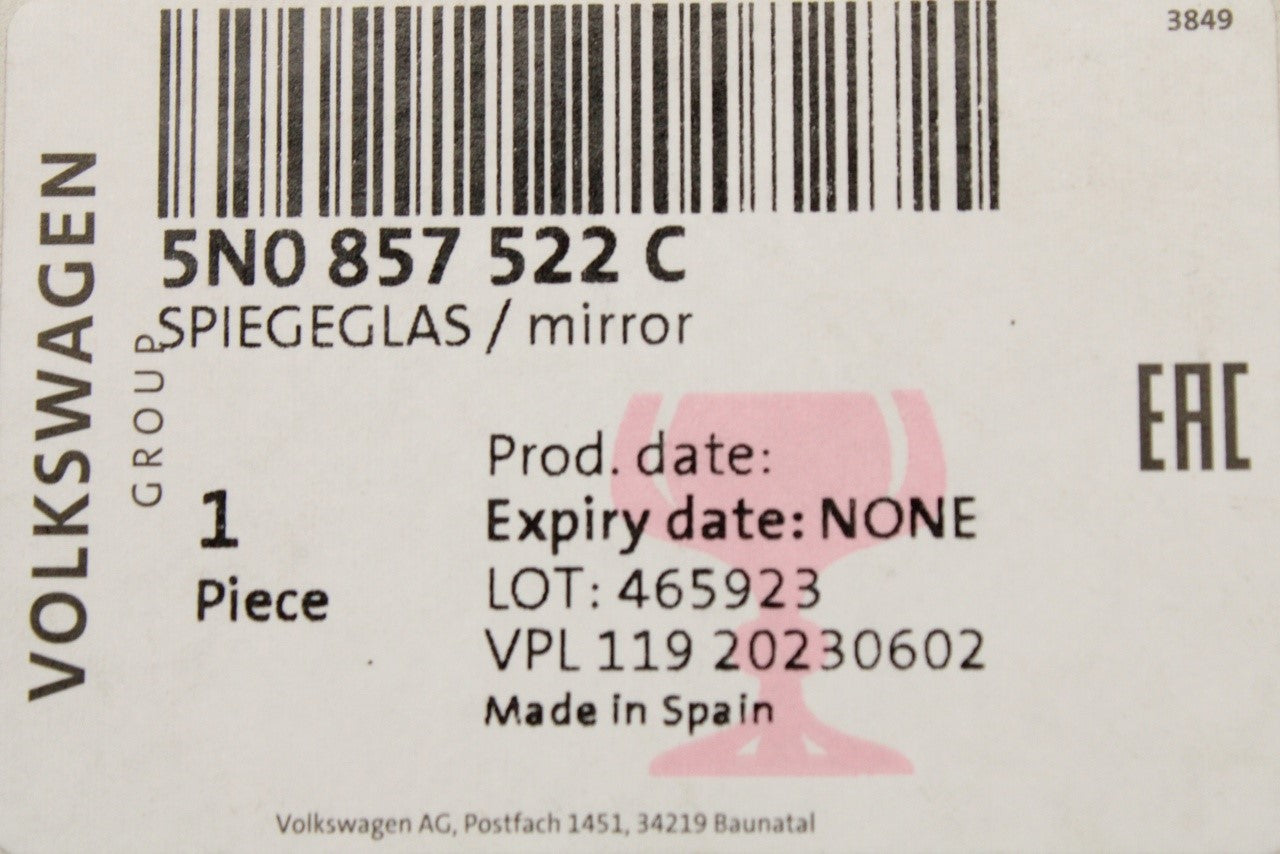 3849
VOLKSWAGEN
GROUP
5N0 857 522 C
SPIEGEGLAS / mirror
EAC
1
Piece
Prod. date:
Expiry date: NONE
LOT: 465923
VPL 119 20230602
Made in Spain
Volkswagen AG, Postfach 1451, 34219 Baunatal